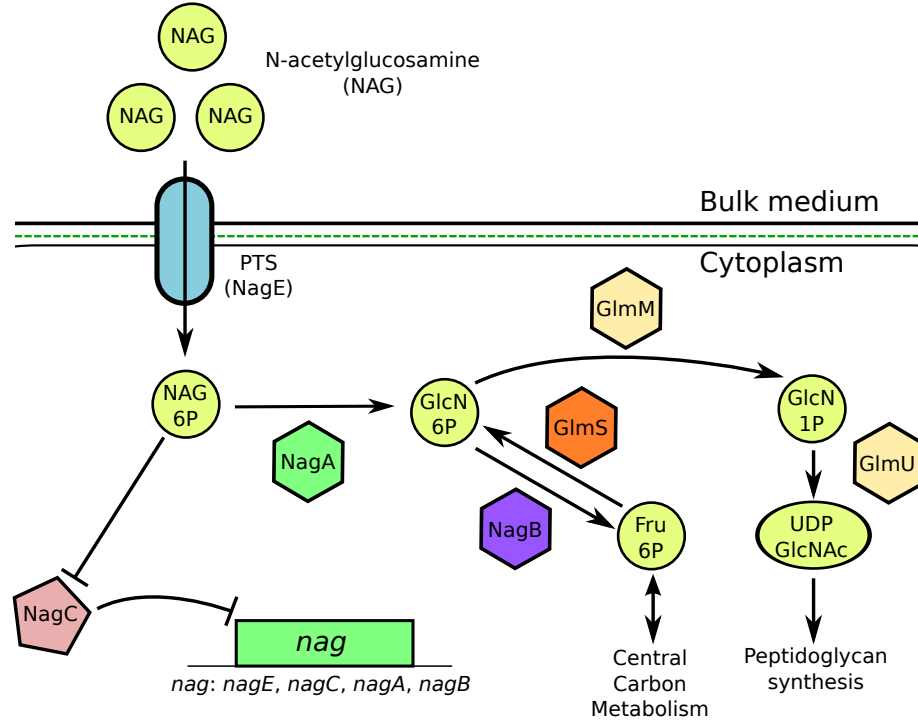 NAG
N-acetylglucosamine
(NAG)
NAG
NAG
Bulk medium
Cytoplasm
PTS
(NagE)
GlmM
NAG
6P
GlcN
6P
GlcN
1P
GlmS
NagA
GlmU
NagB
Fru
6P
UDP
GlcNAc
NagC
nag
nag: nagE, nagC, nagA, nagB
Central
Carbon
Metabolism
Peptidoglycan
synthesis